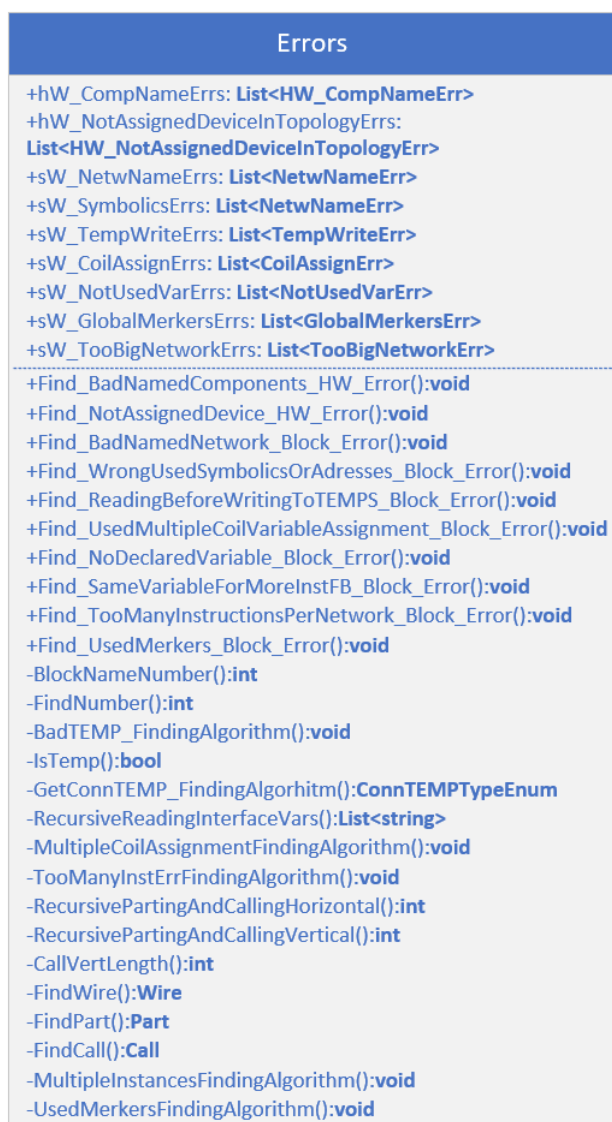 Errors
+hW_CompNameErrs: List<HW_CompNameErr>
+hW_NotAssignedDeviceInTopologyErrs:
List<HW_NotAssignedDeviceInTopologyErr>
+sW_NetwNameErrs: List<NetwNameErr>
+sW_SymbolicsErrs: List<NetwNameErr>
+sW_TempWriteErrs: List<TempWriteErr>
+sW_CoilAssignErrs: List<CoilAssignErr>
+sW_NotUsedVarErrs: List<NotUsedVarErr>
+sW_GlobalMerkersErrs: List<GlobalMerkersErr>
+sW_TooBigNetworkErrs: List<TooBigNetworkErr>
+Find_BadNamedComponents_HW_Error():void
+Find_NotAssignedDevice_HW_Error():void
+Find_BadNamedNetwork_Block_Error():void
+Find_WrongUsedSymbolicsOrAdresses_Block_Error():void
+Find_ReadingBeforeWritingToTEMPS_Block_Error():void
+Find_UsedMultipleCoilVariableAssignment_Block_Error():void
+Find_NoDeclaredVariable_Block_Error():void
+Find_SameVariableForMoreInstFB_Block_Error():void
+Find_TooManyInstructionsPerNetwork_Block_Error():void
+Find_UsedMerkers_Block_Error():void
-BlockNameNumber():int
-FindNumber():int
-BadTEMP_FindingAlgorithm():void
-IsTemp():bool
-GetConnTEMP_FindingAlgorhitm():ConnTEMPTypeEnum
-RecursiveReadingInterfaceVars():List<string>
-MultipleCoilAssignmentFindingAlgorithm():void
-TooManyInstErrFindingAlgorithm():void
-RecursivePartingAndCallingHorizontal():int
-RecursivePartingAndCallingVertical():int
-CallVertLength():int
-FindWire():Wire
-FindPart():Part
-FindCall():Call
-MultipleInstancesFindingAlgorithm():void
-UsedMerkersFindingAlgorithm():void